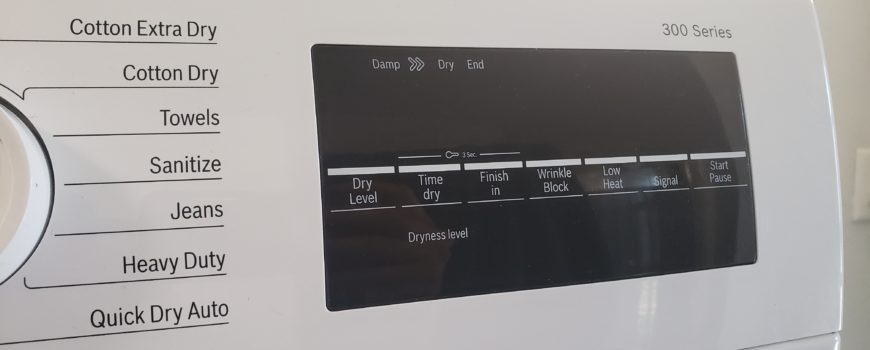 Cotton Extra Dry
Cotton Dry
Towels
Sanitize
Jeans
Heavy Duty
Quick Dry Auto
300 Series
Damp Dry End
3 Sec.
Dry Level
Time dry
Finish in
Wrinkle Block
Low Heat
Signal
Start Pause
Dryness level